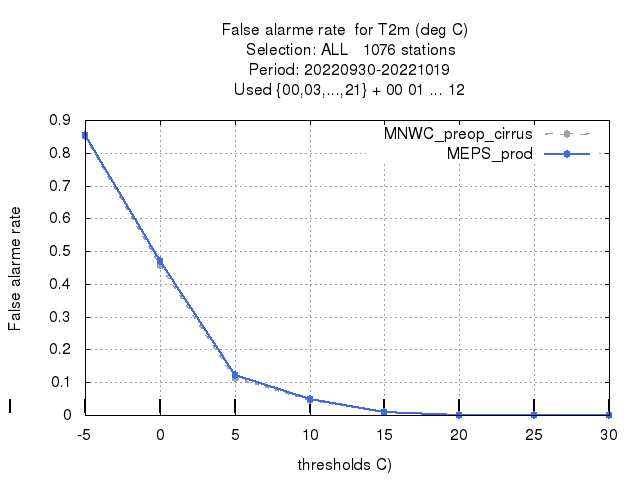 False alarme rate  for T2m (deg C)
Selection: ALL   1076 stations
Period: 20220930-20221019
Used {00,03,...,21} + 00 01 ... 12
MNWC_preop_cirrus
MEPS_prod
False alarme rate
0.9
0.8
0.7
0.6
0.5
0.4
0.3
0.2
0.1
0
-5 0 5 10 15 20 25 30
thresholds C)